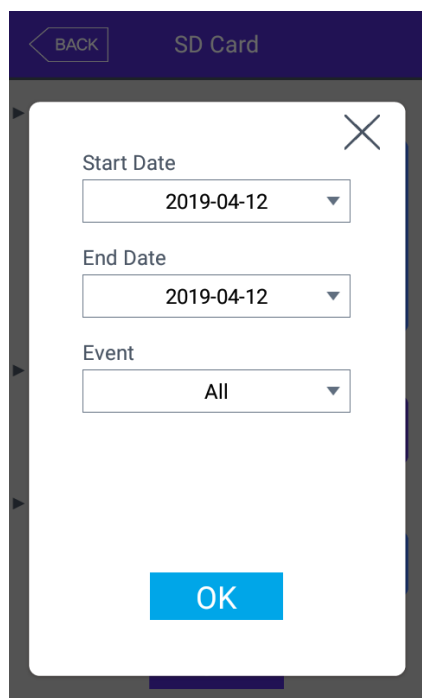 BACK
SD Card
Start Date
2019-04-12
End Date
2019-04-12
Event
All
OK